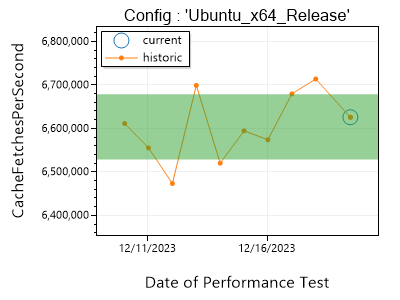 Config : 'Ubuntu_x64_Release'
current
historic
6,800,000
6,700,000
6,600,000
6,500,000
6,400,000
CacheFetchesPerSecond
12/11/2023
12/16/2023
Date of Performance Test